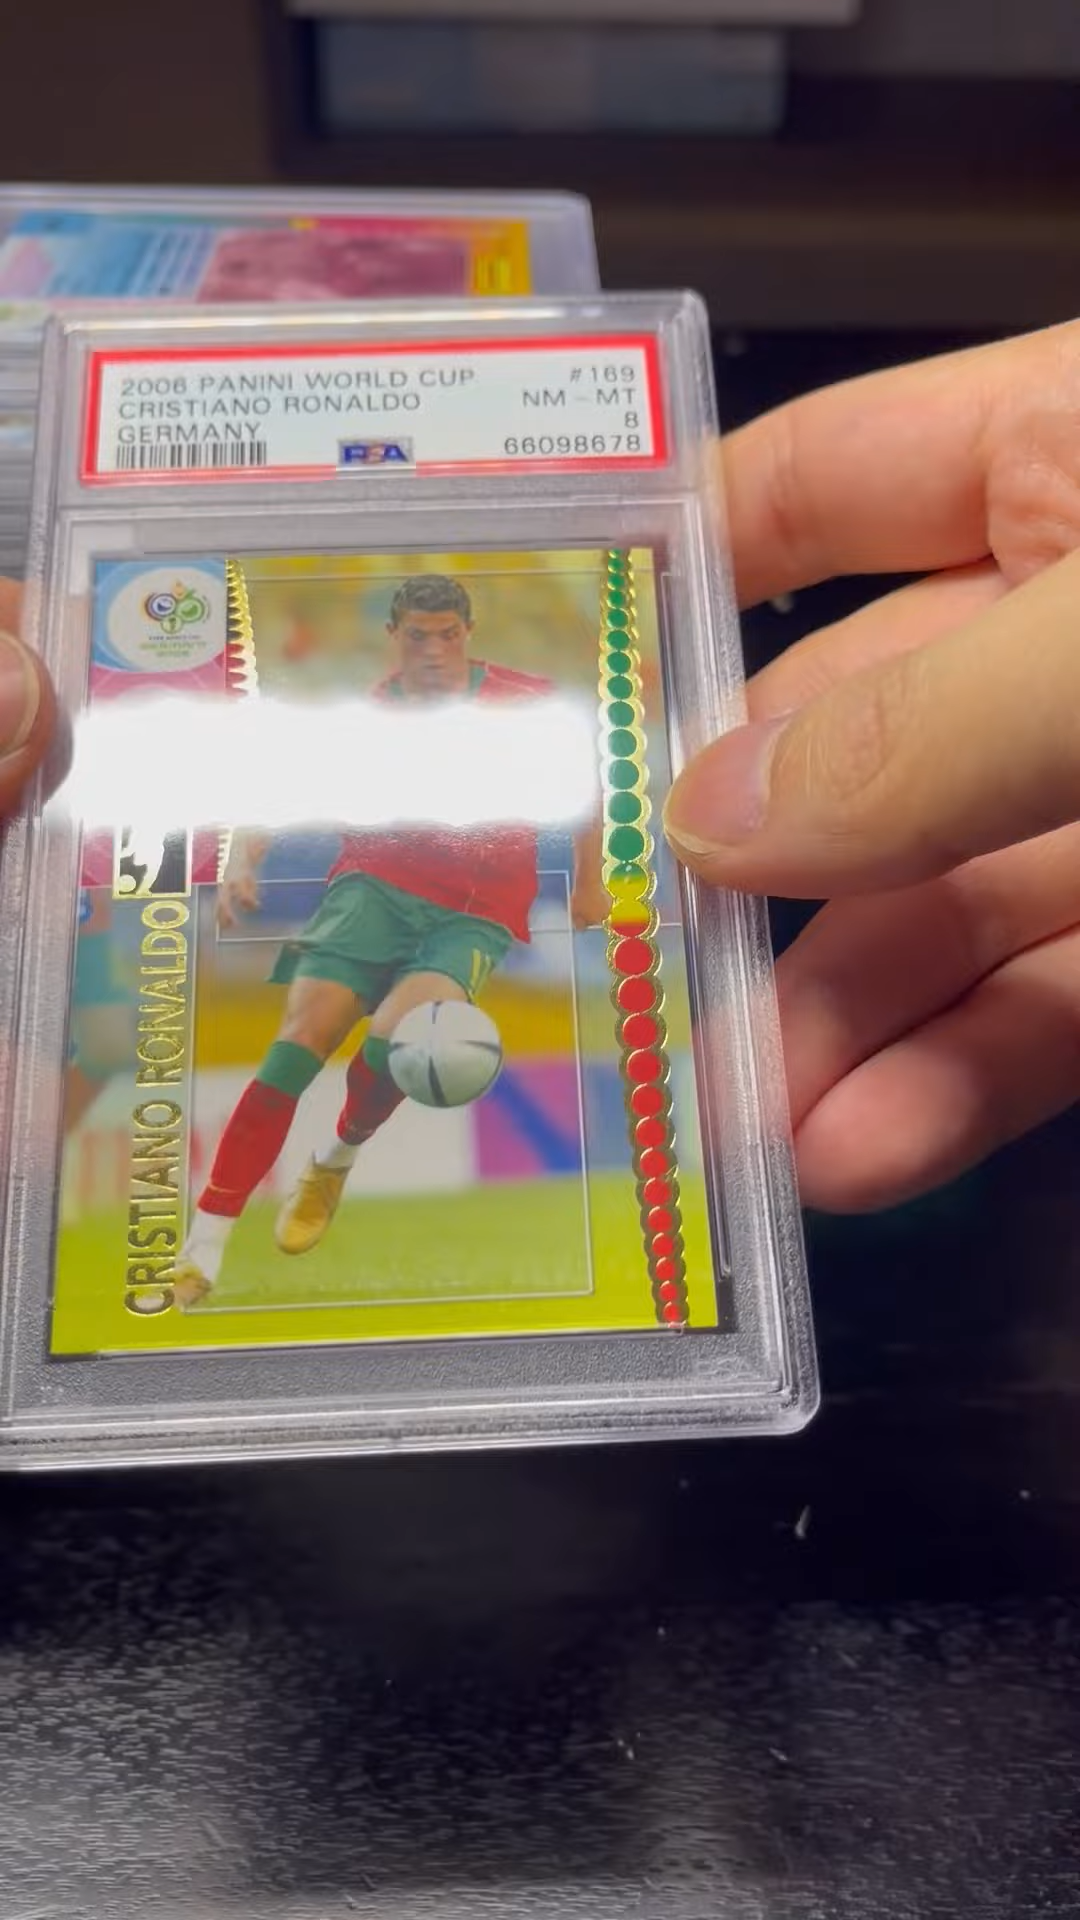 2006 PANINI WORLD CUP #169
CRISTIANO RONALDO NM - MT
GERMANY 8
PSA 66098678
CRISTIANO RONALDO